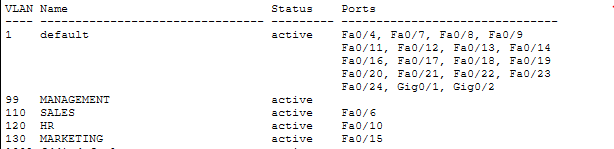 VLAN Name                             Status    Ports
---- -------------------------------- --------- -------------------------------
1    default                          active    Fa0/4, Fa0/7, Fa0/8, Fa0/9
                                                Fa0/11, Fa0/12, Fa0/13, Fa0/14
                                                Fa0/16, Fa0/17, Fa0/18, Fa0/19
                                                Fa0/20, Fa0/21, Fa0/22, Fa0/23
                                                Fa0/24, Gig0/1, Gig0/2
99   MANAGEMENT                       active
110  SALES                            active    Fa0/6
120  HR                               active    Fa0/10
130  MARKETING                        active    Fa0/15